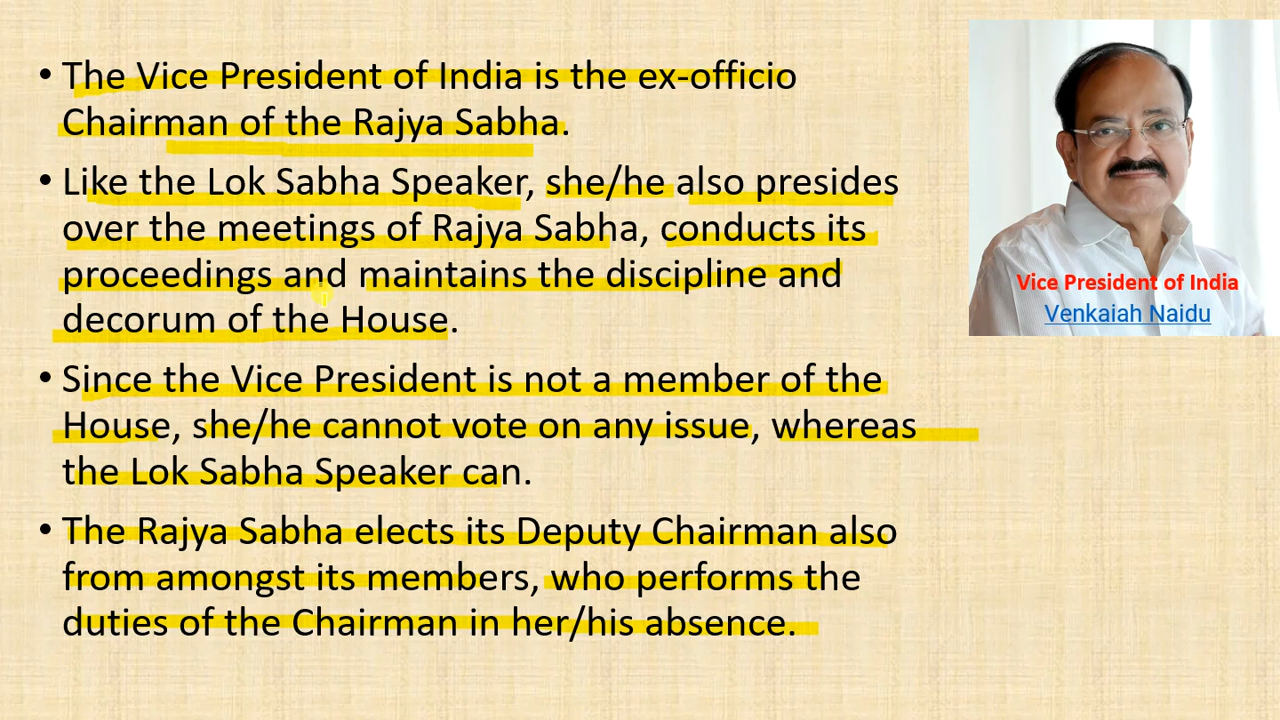 • The Vice President of India is the ex-officio
Chairman of the Rajya Sabha.
• Like the Lok Sabha Speaker, she/he also presides
over the meetings of Rajya Sabha, conducts its
proceedings and maintains the discipline and
decorum of the House.
• Since the Vice President is not a member of the
House, she/he cannot vote on any issue, whereas
the Lok Sabha Speaker can.
• The Rajya Sabha elects its Deputy Chairman also
from amongst its members, who performs the
duties of the Chairman in her/his absence.
Vice President of India
Venkaiah Naidu